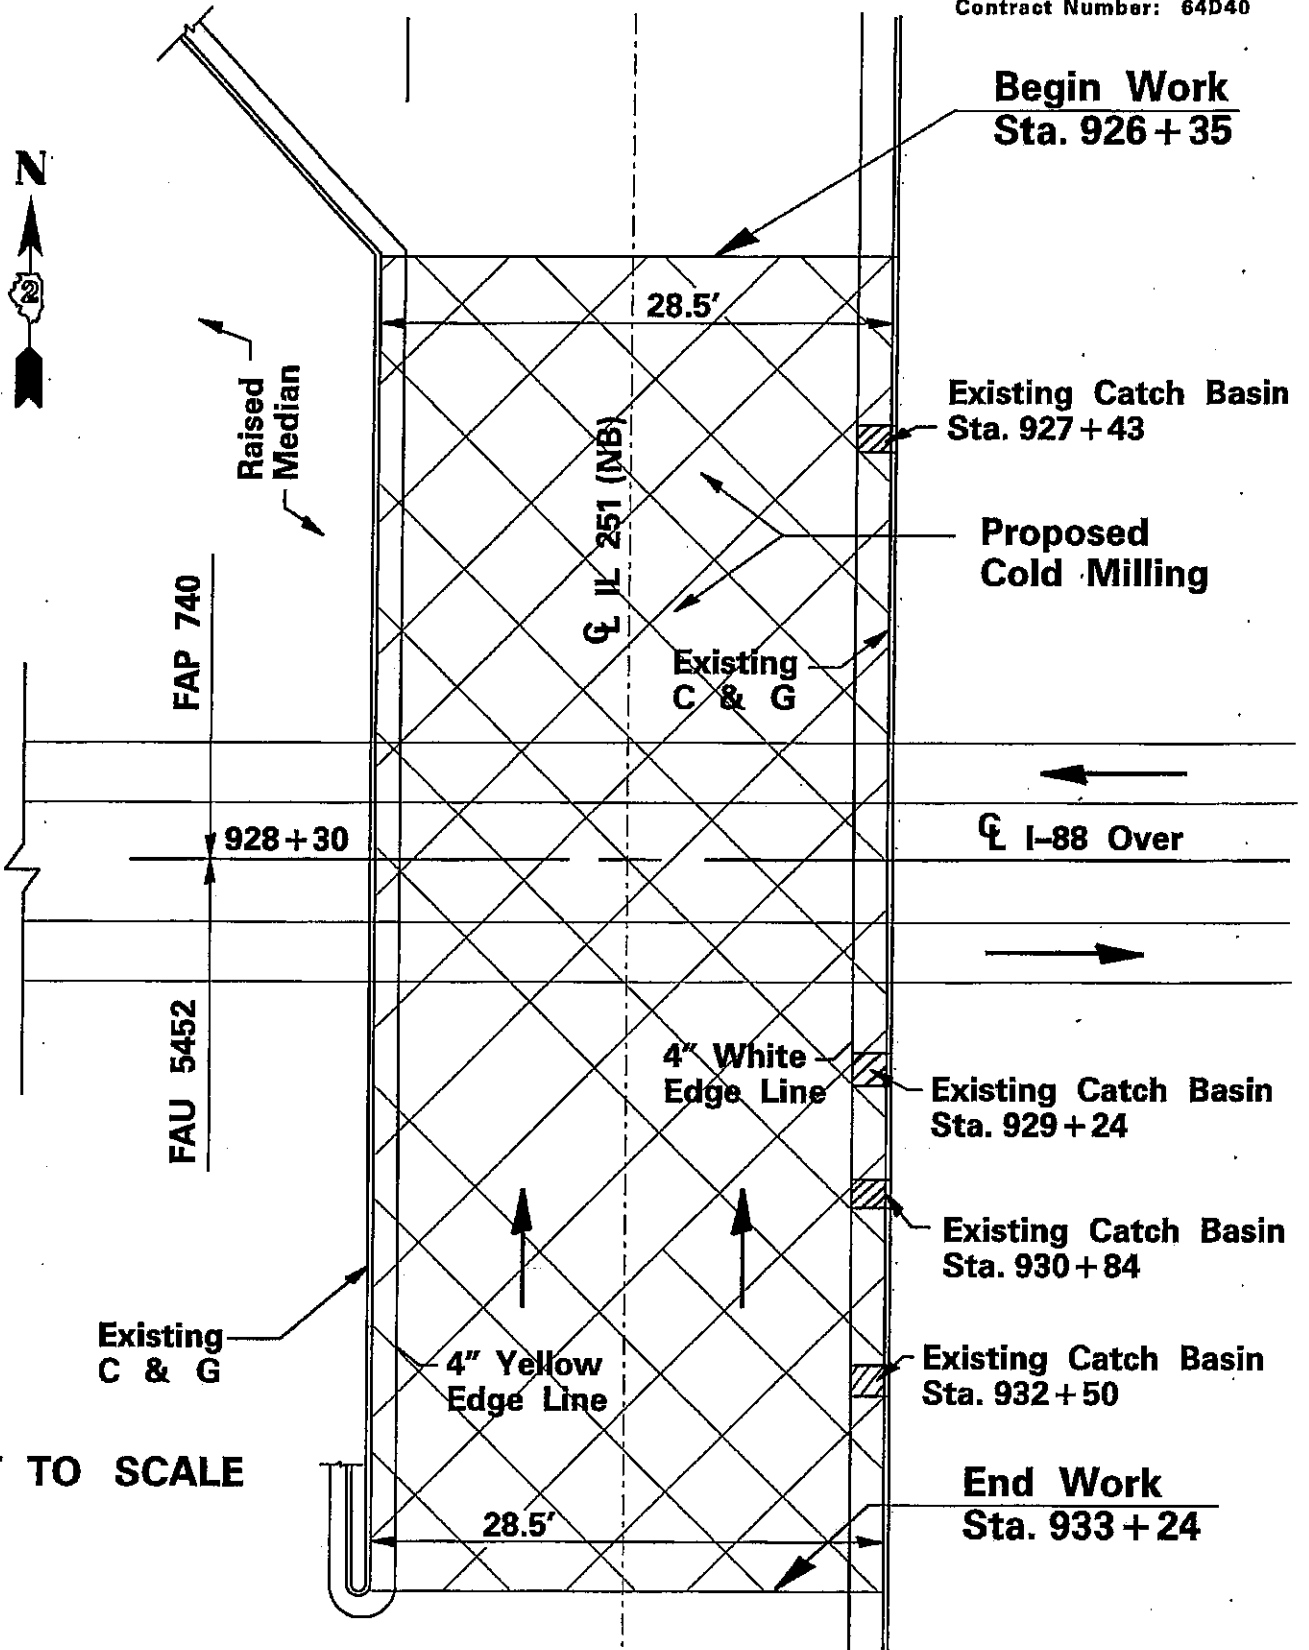 Contract Number: 64D40
Begin Work
Sta. 926+35
N
2
28.5'
Raised
Median
Existing Catch Basin
Sta. 927+43
℄ IL 251 (NB)
Proposed
Cold Milling
FAP 740
Existing
C & G
928+30
℄ I-88 Over
FAU 5452
4" White
Edge Line
Existing Catch Basin
Sta. 929+24
Existing Catch Basin
Sta. 930+84
Existing
C & G
4" Yellow
Edge Line
Existing Catch Basin
Sta. 932+50
TO SCALE
28.5'
End Work
Sta. 933+24